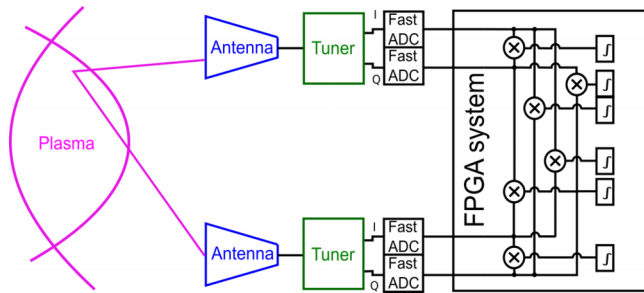 Plasma
Antenna
Tuner
I
Q
Fast
ADC
Fast
ADC
FPGA system
∫
∫
∫
∫
∫
∫
Antenna
Tuner
I
Q
Fast
ADC
Fast
ADC